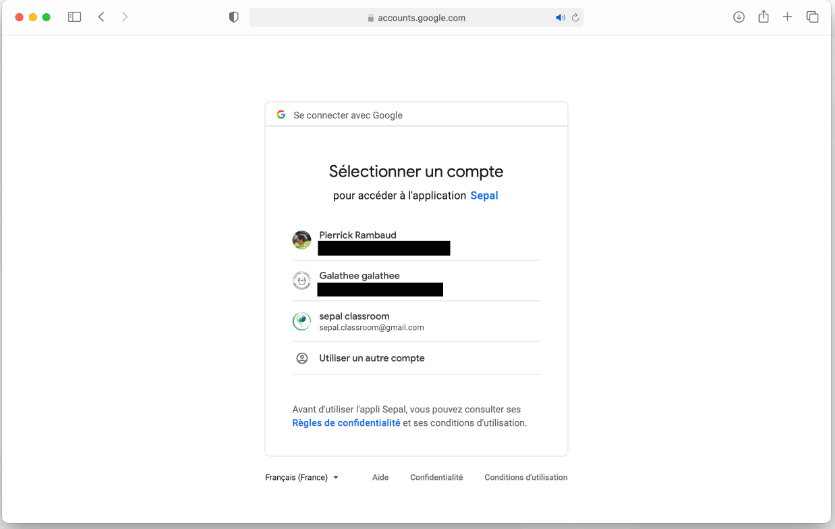 accounts.google.com
Se connecter avec Google
Sélectionner un compte
pour accéder à l'application Sepal
Pierrick Rambaud
Galathee galathee
sepal classroom
sepal.classroom@gmail.com
Utiliser un autre compte
Avant d'utiliser l'appli Sepal, vous pouvez consulter ses
Règles de confidentialité et ses conditions d'utilisation.
Français (France) Aide Confidentialité Conditions d'utilisation